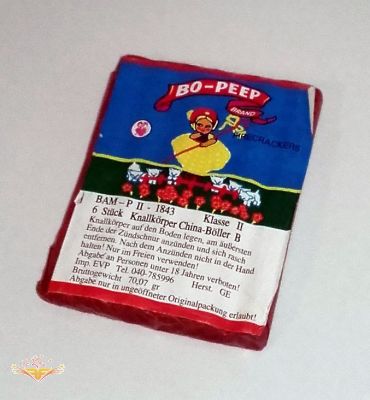 BO-PEEP
BRAND
FIRECRACKERS
BAM-P II - 1843 Klasse II
6 Stück Knallkörper China-Böller B
Knallkörper auf den Boden legen, am äußersten
Ende der Zündschnur anzünden und sich rasch
entfernen. Nach dem Anzünden nicht in der Hand
halten! Nur im Freien verwenden!
Abgabe an Personen unter 18 Jahren verboten!
Imp. EVP Tel. 040-785996 Herst. GE
Bruttogewicht 70,07 gr
Abgabe nur in ungeöffneter Originalpackung erlaubt!